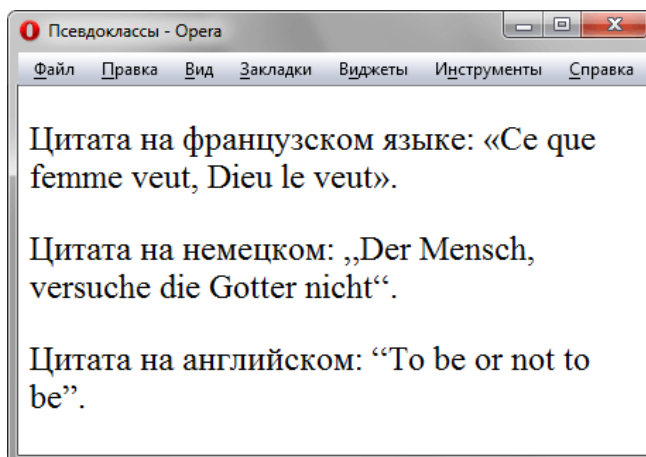 Псевдоклассы - Opera
Файл Правка Вид Закладки Виджеты Инструменты Справка
Цитата на французском языке: «Ce que
femme veut, Dieu le veut».
Цитата на немецком: ,,Der Mensch,
versuche die Gotter nicht“.
Цитата на английском: “To be or not to
be”.